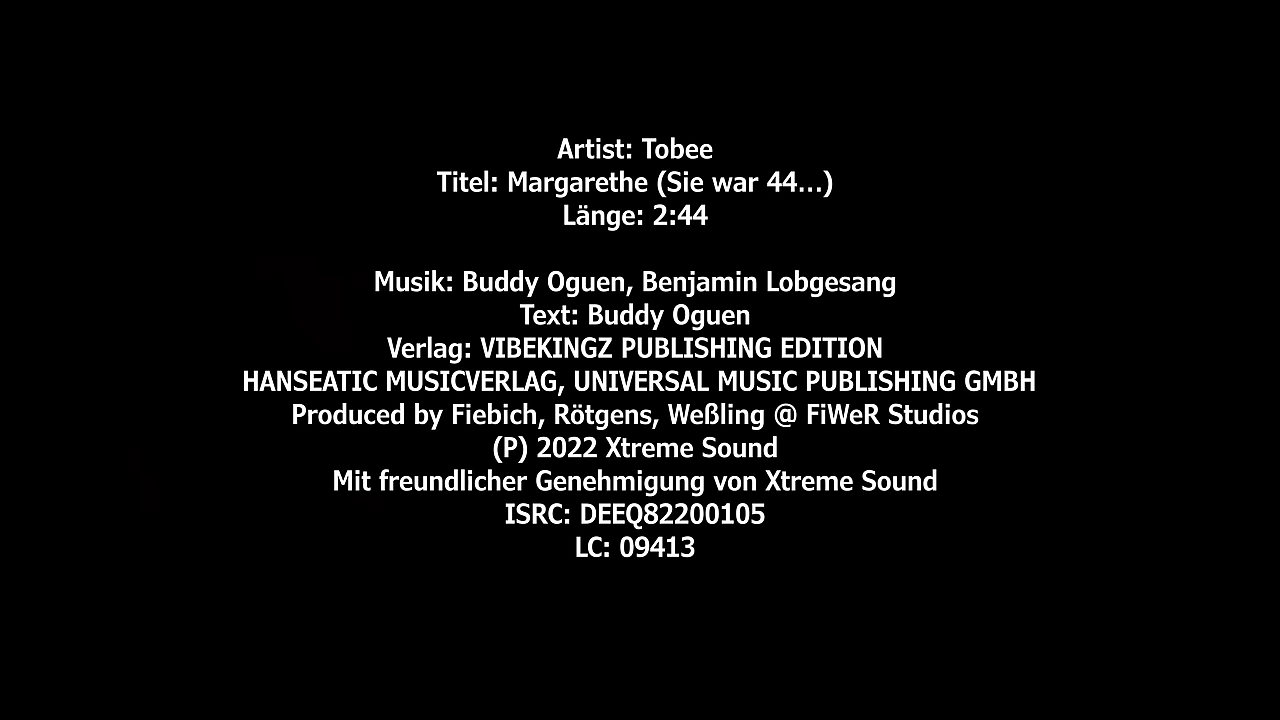 Artist: Tobee
Titel: Margarethe (Sie war 44...)
Länge: 2:44
Musik: Buddy Oguen, Benjamin Lobgesang
Text: Buddy Oguen
Verlag: VIBEKINGZ PUBLISHING EDITION
HANSEATIC MUSICVERLAG, UNIVERSAL MUSIC PUBLISHING GMBH
Produced by Fiebich, Rötgens, Weßling @ FiWeR Studios
(P) 2022 Xtreme Sound
Mit freundlicher Genehmigung von Xtreme Sound
ISRC: DEEQ82200105
LC: 09413